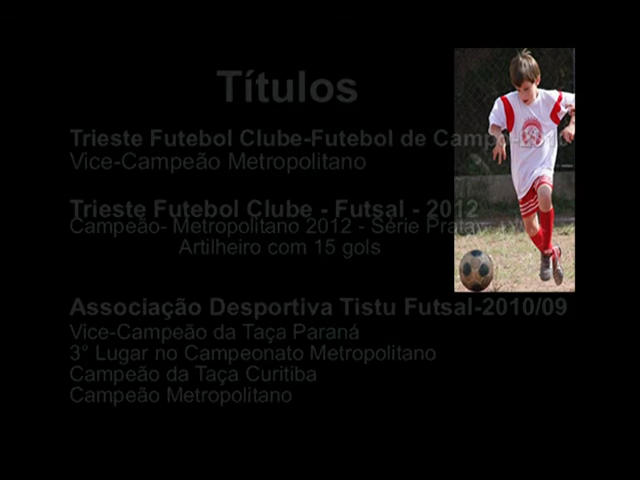 Títulos
Trieste Futebol Clube-Futebol de Campo-2010
Vice-Campeão Metropolitano
Trieste Futebol Clube - Futsal - 2012
Campeão- Metropolitano 2012 - Série Prata
Artilheiro com 15 gols
Associação Desportiva Tistu Futsal-2010/09
Vice-Campeão da Taça Paraná
3° Lugar no Campeonato Metropolitano
Campeão da Taça Curitiba
Campeão Metropolitano